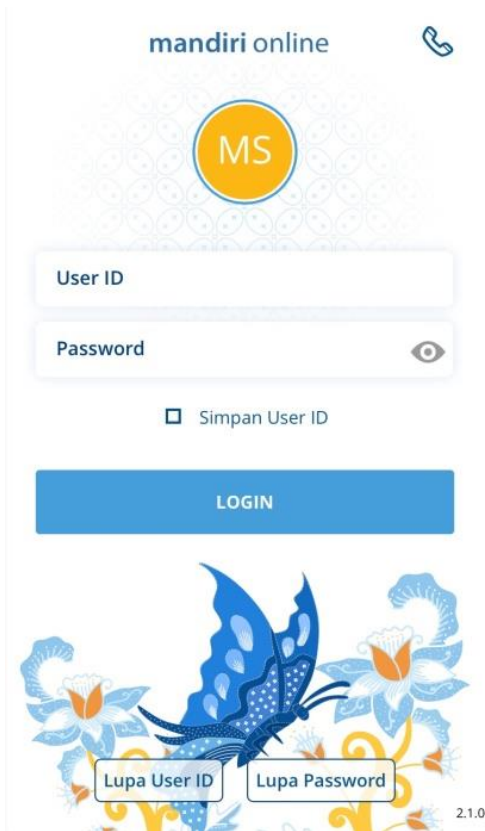 mandiri online
MS
User ID
Password
Simpan User ID
LOGIN
Lupa User ID
Lupa Password
2.1.0